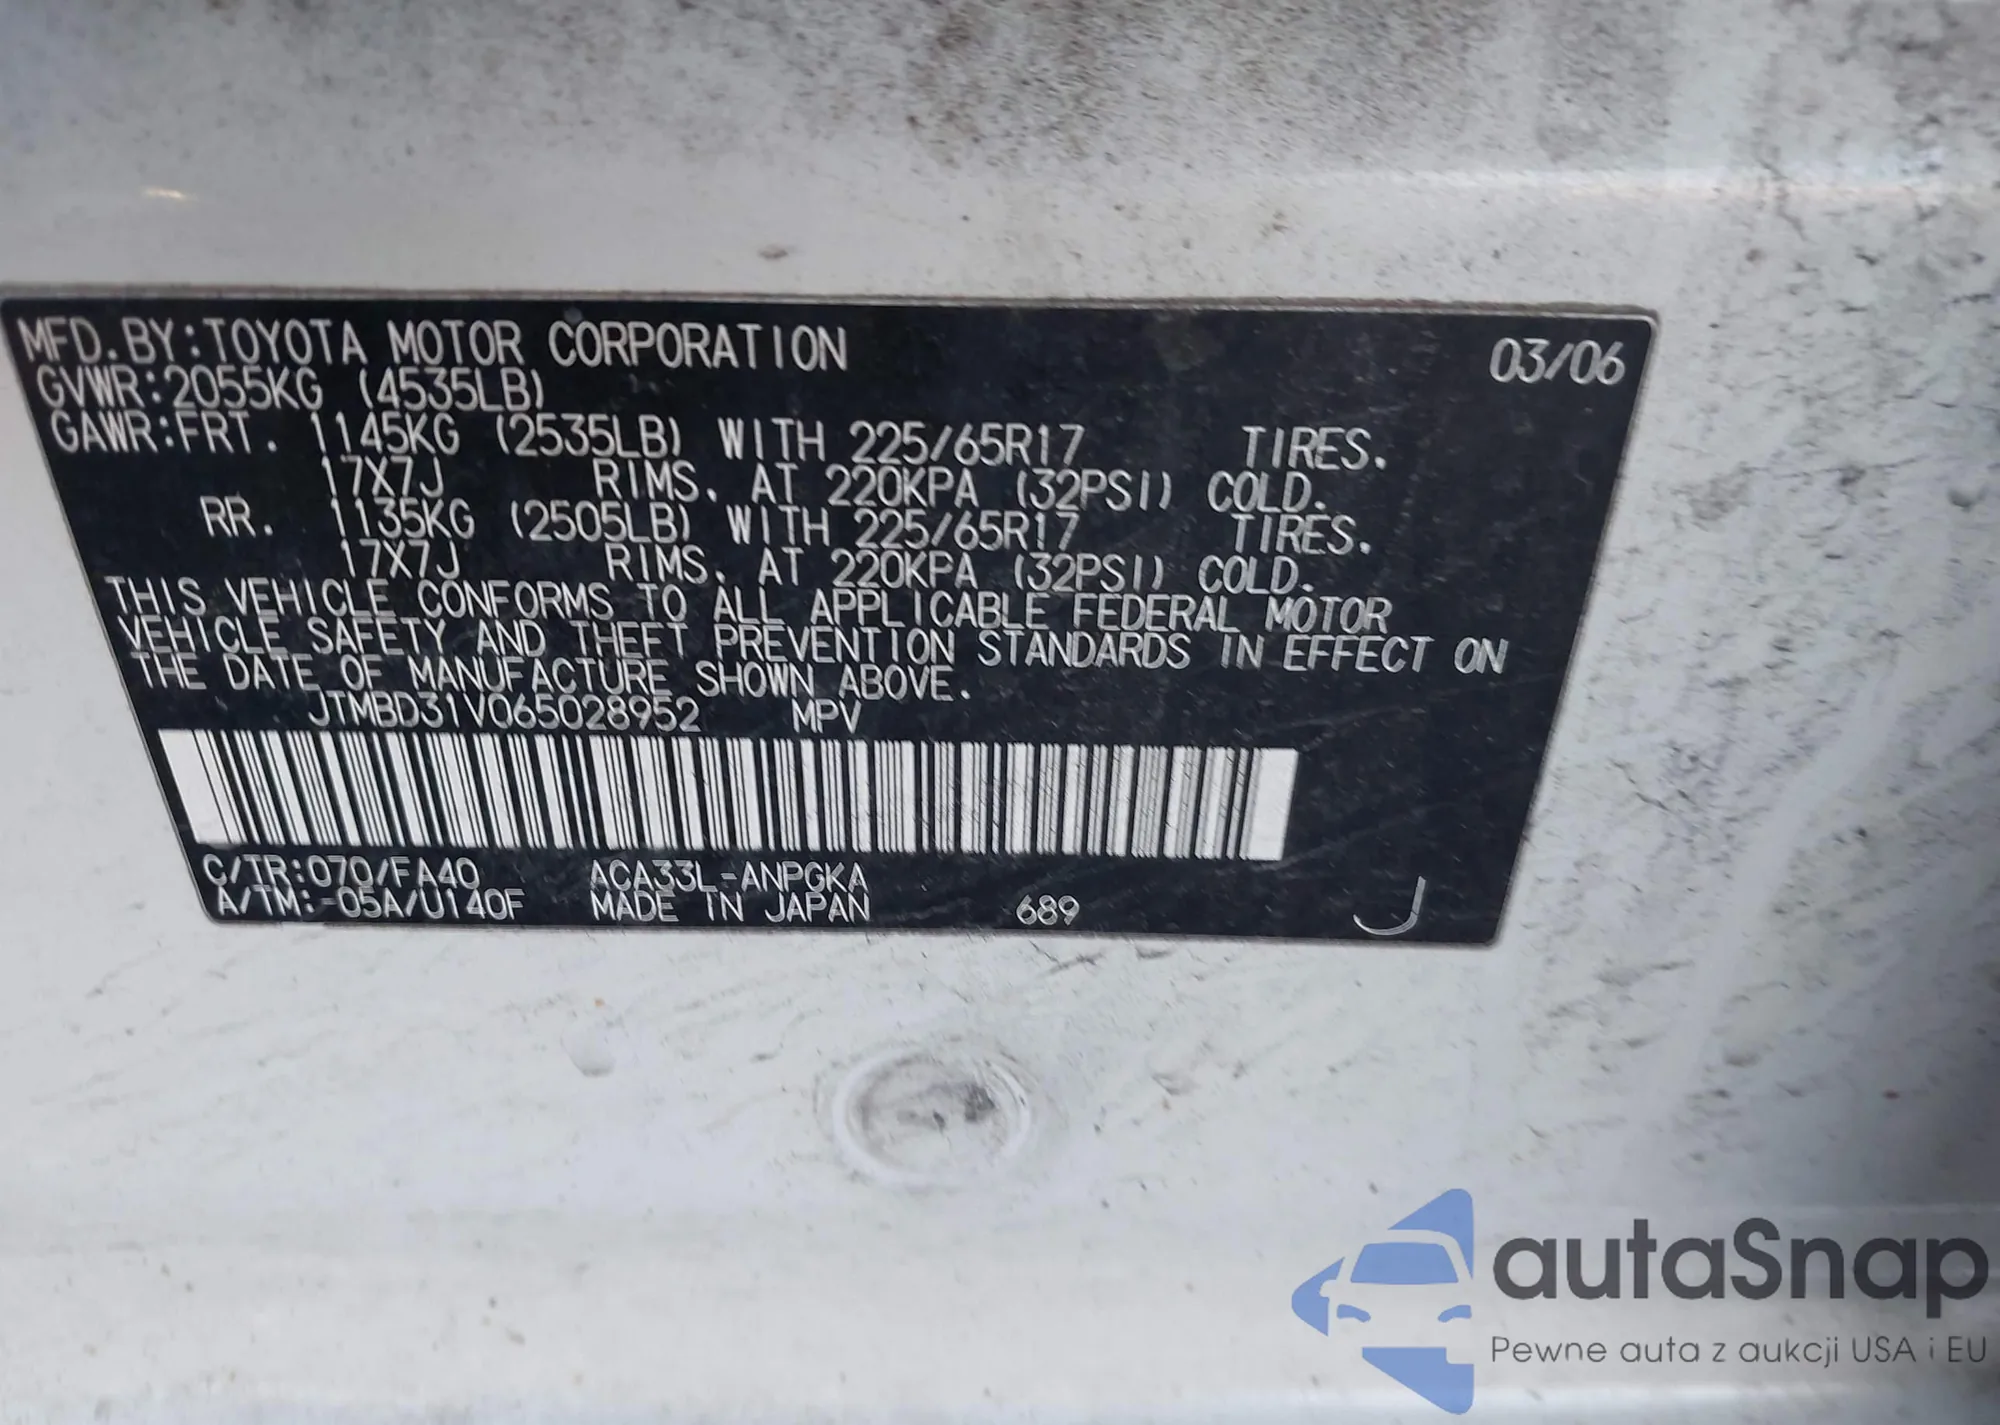 MFD.BY:TOYOTA MOTOR CORPORATION 03/06
GVWR:2055KG (4535LB)
GAWR:FRT. 1145KG (2535LB) WITH 225/65R17 TIRES.
17X7J RIMS. AT 220KPA (32PSI) COLD.
RR. 1135KG (2505LB) WITH 225/65R17 TIRES.
17X7J RIMS. AT 220KPA (32PSI) COLD.
THIS VEHICLE CONFORMS TO ALL APPLICABLE FEDERAL MOTOR
VEHICLE SAFETY AND THEFT PREVENTION STANDARDS IN EFFECT ON
THE DATE OF MANUFACTURE SHOWN ABOVE.
JTMBD31V065028952 MPV
C/TR:070/FA40 ACA33L-ANPGKA
A/TM:-05A/U140F MADE IN JAPAN 689 J
autaSnap
Pewne auta z aukcji USA i EU